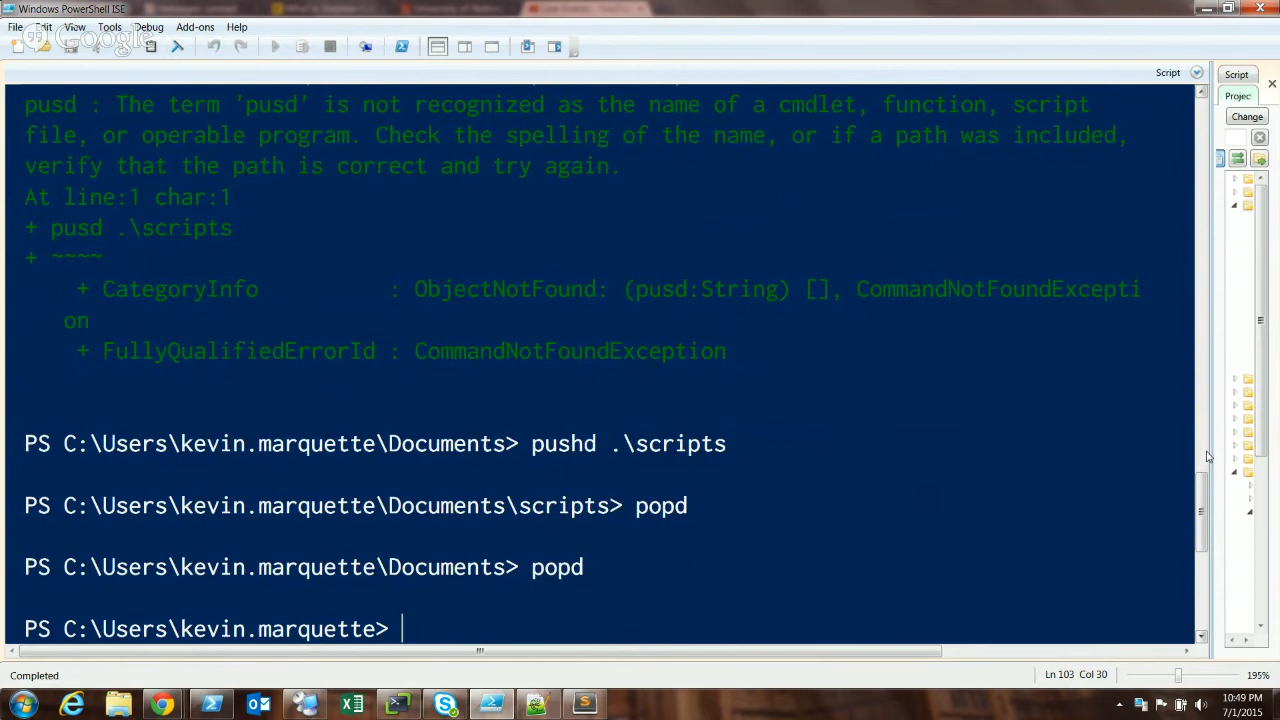 Windows PowerShell ISE
File Edit View Tools Debug Add-ons Help
Google
Script
pusd : The term 'pusd' is not recognized as the name of a cmdlet, function, script
file, or operable program. Check the spelling of the name, or if a path was included,
verify that the path is correct and try again.
At line:1 char:1
+ pusd .\scripts
+ ~~~~
+ CategoryInfo : ObjectNotFound: (pusd:String) [], CommandNotFoundExcepti
on
+ FullyQualifiedErrorId : CommandNotFoundException
PS C:\Users\kevin.marquette\Documents> pushd .\scripts
PS C:\Users\kevin.marquette\Documents\scripts> popd
PS C:\Users\kevin.marquette\Documents> popd
PS C:\Users\kevin.marquette>
Script
Projec
Change
Completed
Ln 103 Col 30
195%
10:49 PM
7/1/2015